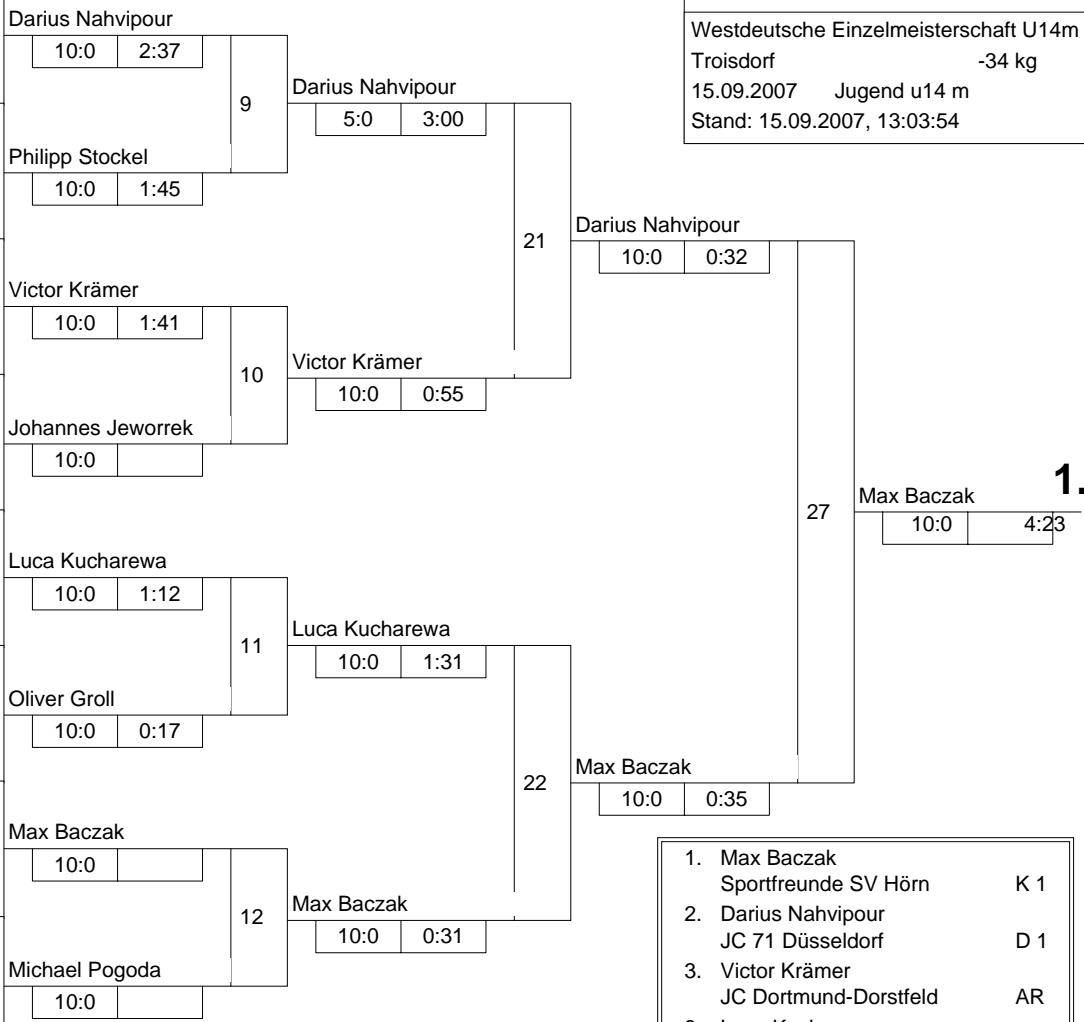 Darius Nahvipour
10:0 2:37
9
Philipp Stockel
10:0 1:45
Victor Krämer
10:0 1:41
10
Johannes Jeworrek
10:0
Luca Kucharewa
10:0 1:12
11
Oliver Groll
10:0 0:17
Max Baczak
10:0
12
Michael Pogoda
10:0
Darius Nahvipour
5:0 3:00
21
Victor Krämer
10:0 0:55
Luca Kucharewa
10:0 1:31
22
Max Baczak
10:0 0:31
Darius Nahvipour
10:0 0:32
27
Max Baczak
10:0 0:35
Max Baczak 1.
10:0 4:23
Westdeutsche Einzelmeisterschaft U14m
Troisdorf -34 kg
15.09.2007 Jugend u14 m
Stand: 15.09.2007, 13:03:54
1. Max Baczak
Sportfreunde SV Hörn K 1
2. Darius Nahvipour
JC 71 Düsseldorf D 1
3. Victor Krämer
JC Dortmund-Dorstfeld AR